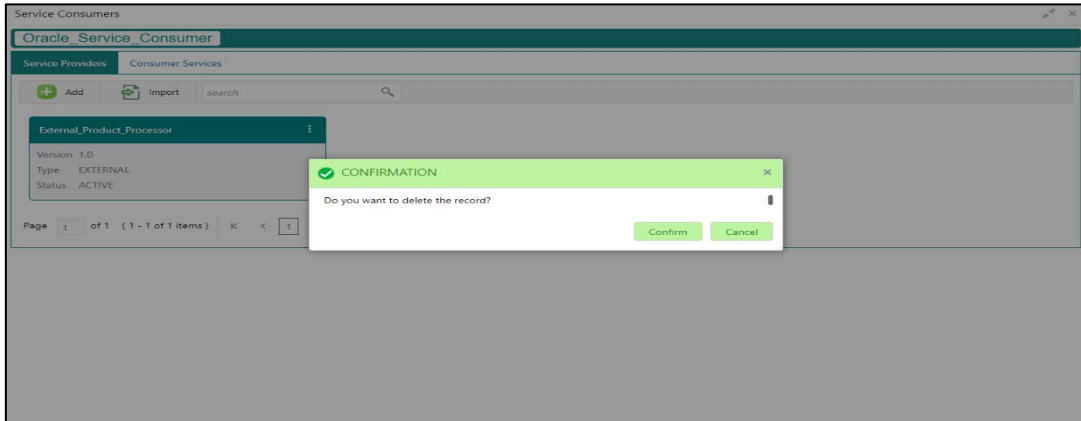 Service Consumers
Oracle_Service_Consumer
Service Providers Consumer Services
Add Import search
External_Product_Processor
Version 1.0
Type EXTERNAL
Status ACTIVE
CONFIRMATION
Do you want to delete the record?
Confirm Cancel
Page 1 of 1 (1 - 1 of 1 items) K < 1